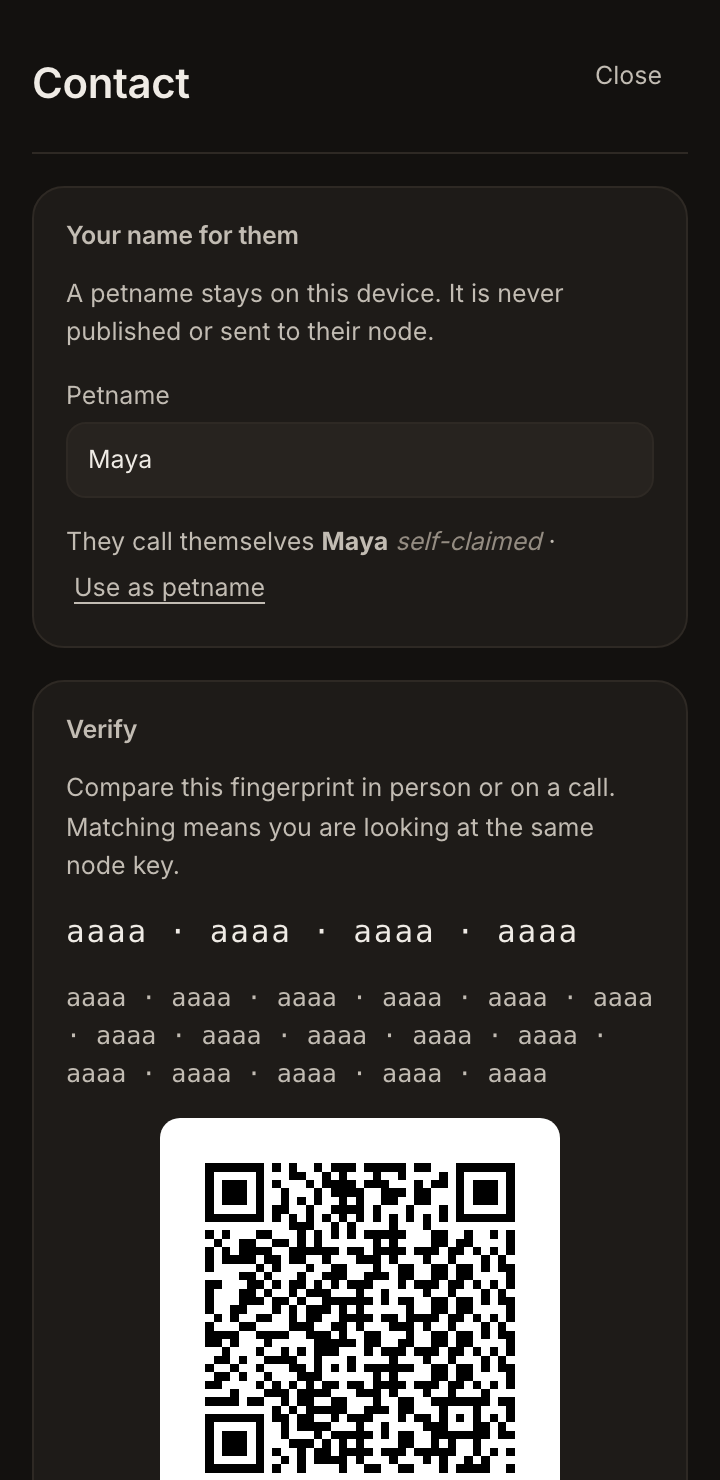 Contact
Close
Your name for them
A petname stays on this device. It is never
published or sent to their node.
Petname
Maya
They call themselves Maya self-claimed ·
Use as petname
Verify
Compare this fingerprint in person or on a call.
Matching means you are looking at the same
node key.
aaaa · aaaa · aaaa · aaaa
aaaa · aaaa · aaaa · aaaa · aaaa · aaaa
· aaaa · aaaa · aaaa · aaaa · aaaa ·
aaaa · aaaa · aaaa · aaaa · aaaa